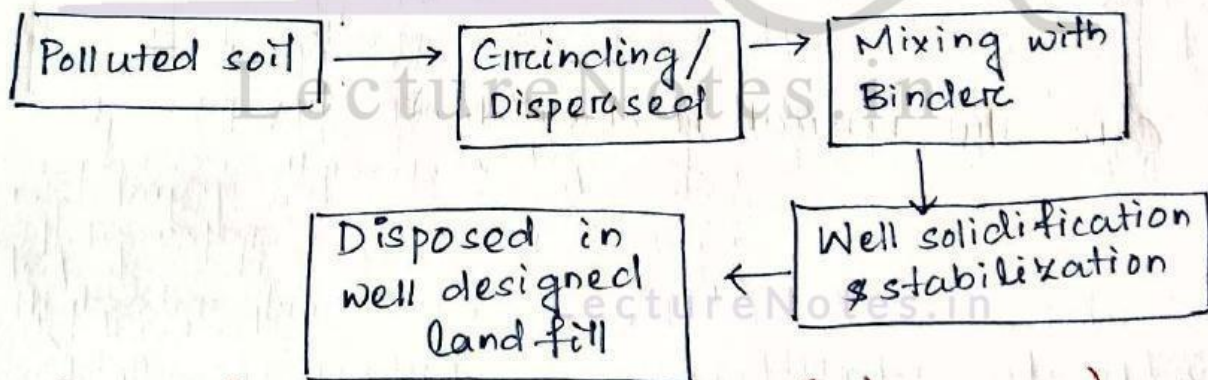 Polluted soil
Grinding/
Dispersed
Mixing with
Binder
Well solidification
& stabilization
Disposed in
well designed
land fill
LectureNotes.in
LectureNotes.in